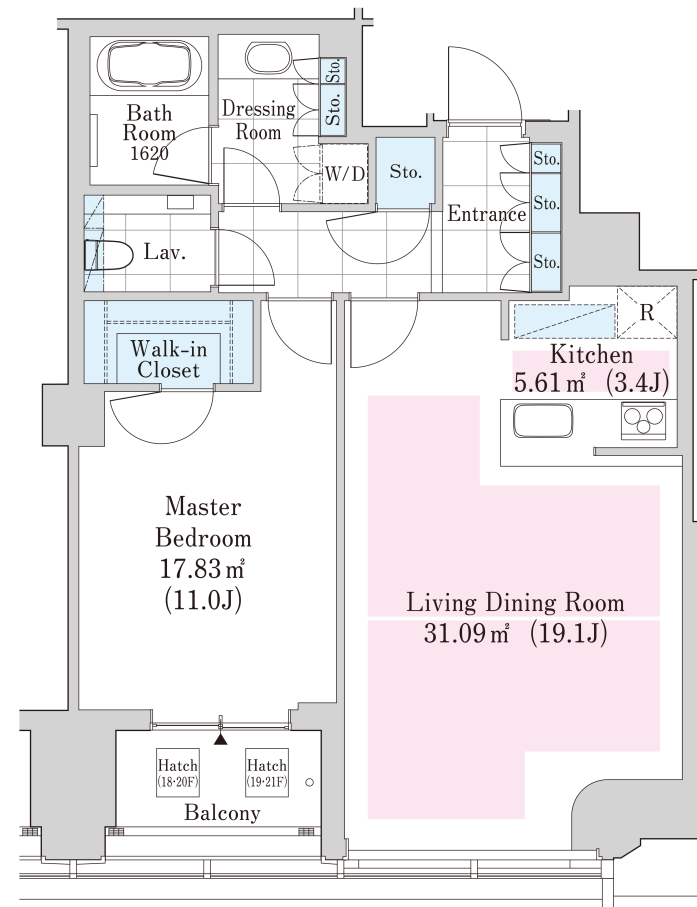 Bath
Room
1620
Dressing
Room
Sto.
Sto.
W/D
Sto.
Entrance
Sto.
Sto.
Sto.
Lav.
Walk-in
Closet
R
Kitchen
5.61㎡ (3.4J)
Master
Bedroom
17.83㎡
(11.0J)
Living Dining Room
31.09㎡ (19.1J)
Hatch
(18·20F)
Hatch
(19·21F)
Balcony